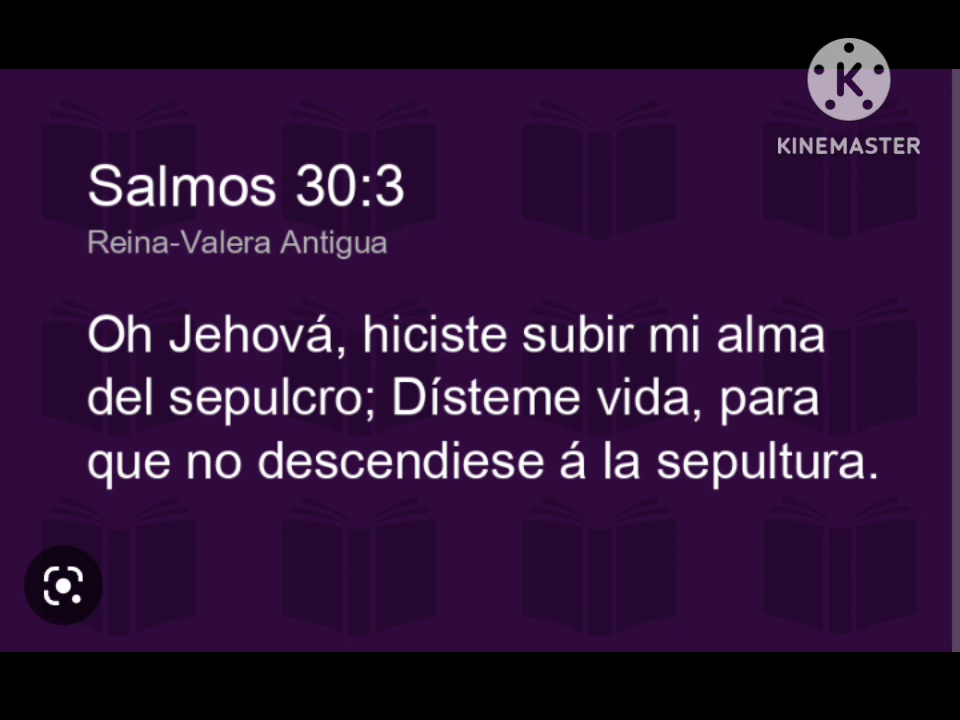 KINEMASTER
Salmos 30:3
Reina-Valera Antigua
Oh Jehová, hiciste subir mi alma
del sepulcro; Dísteme vida, para
que no descendiese á la sepultura.